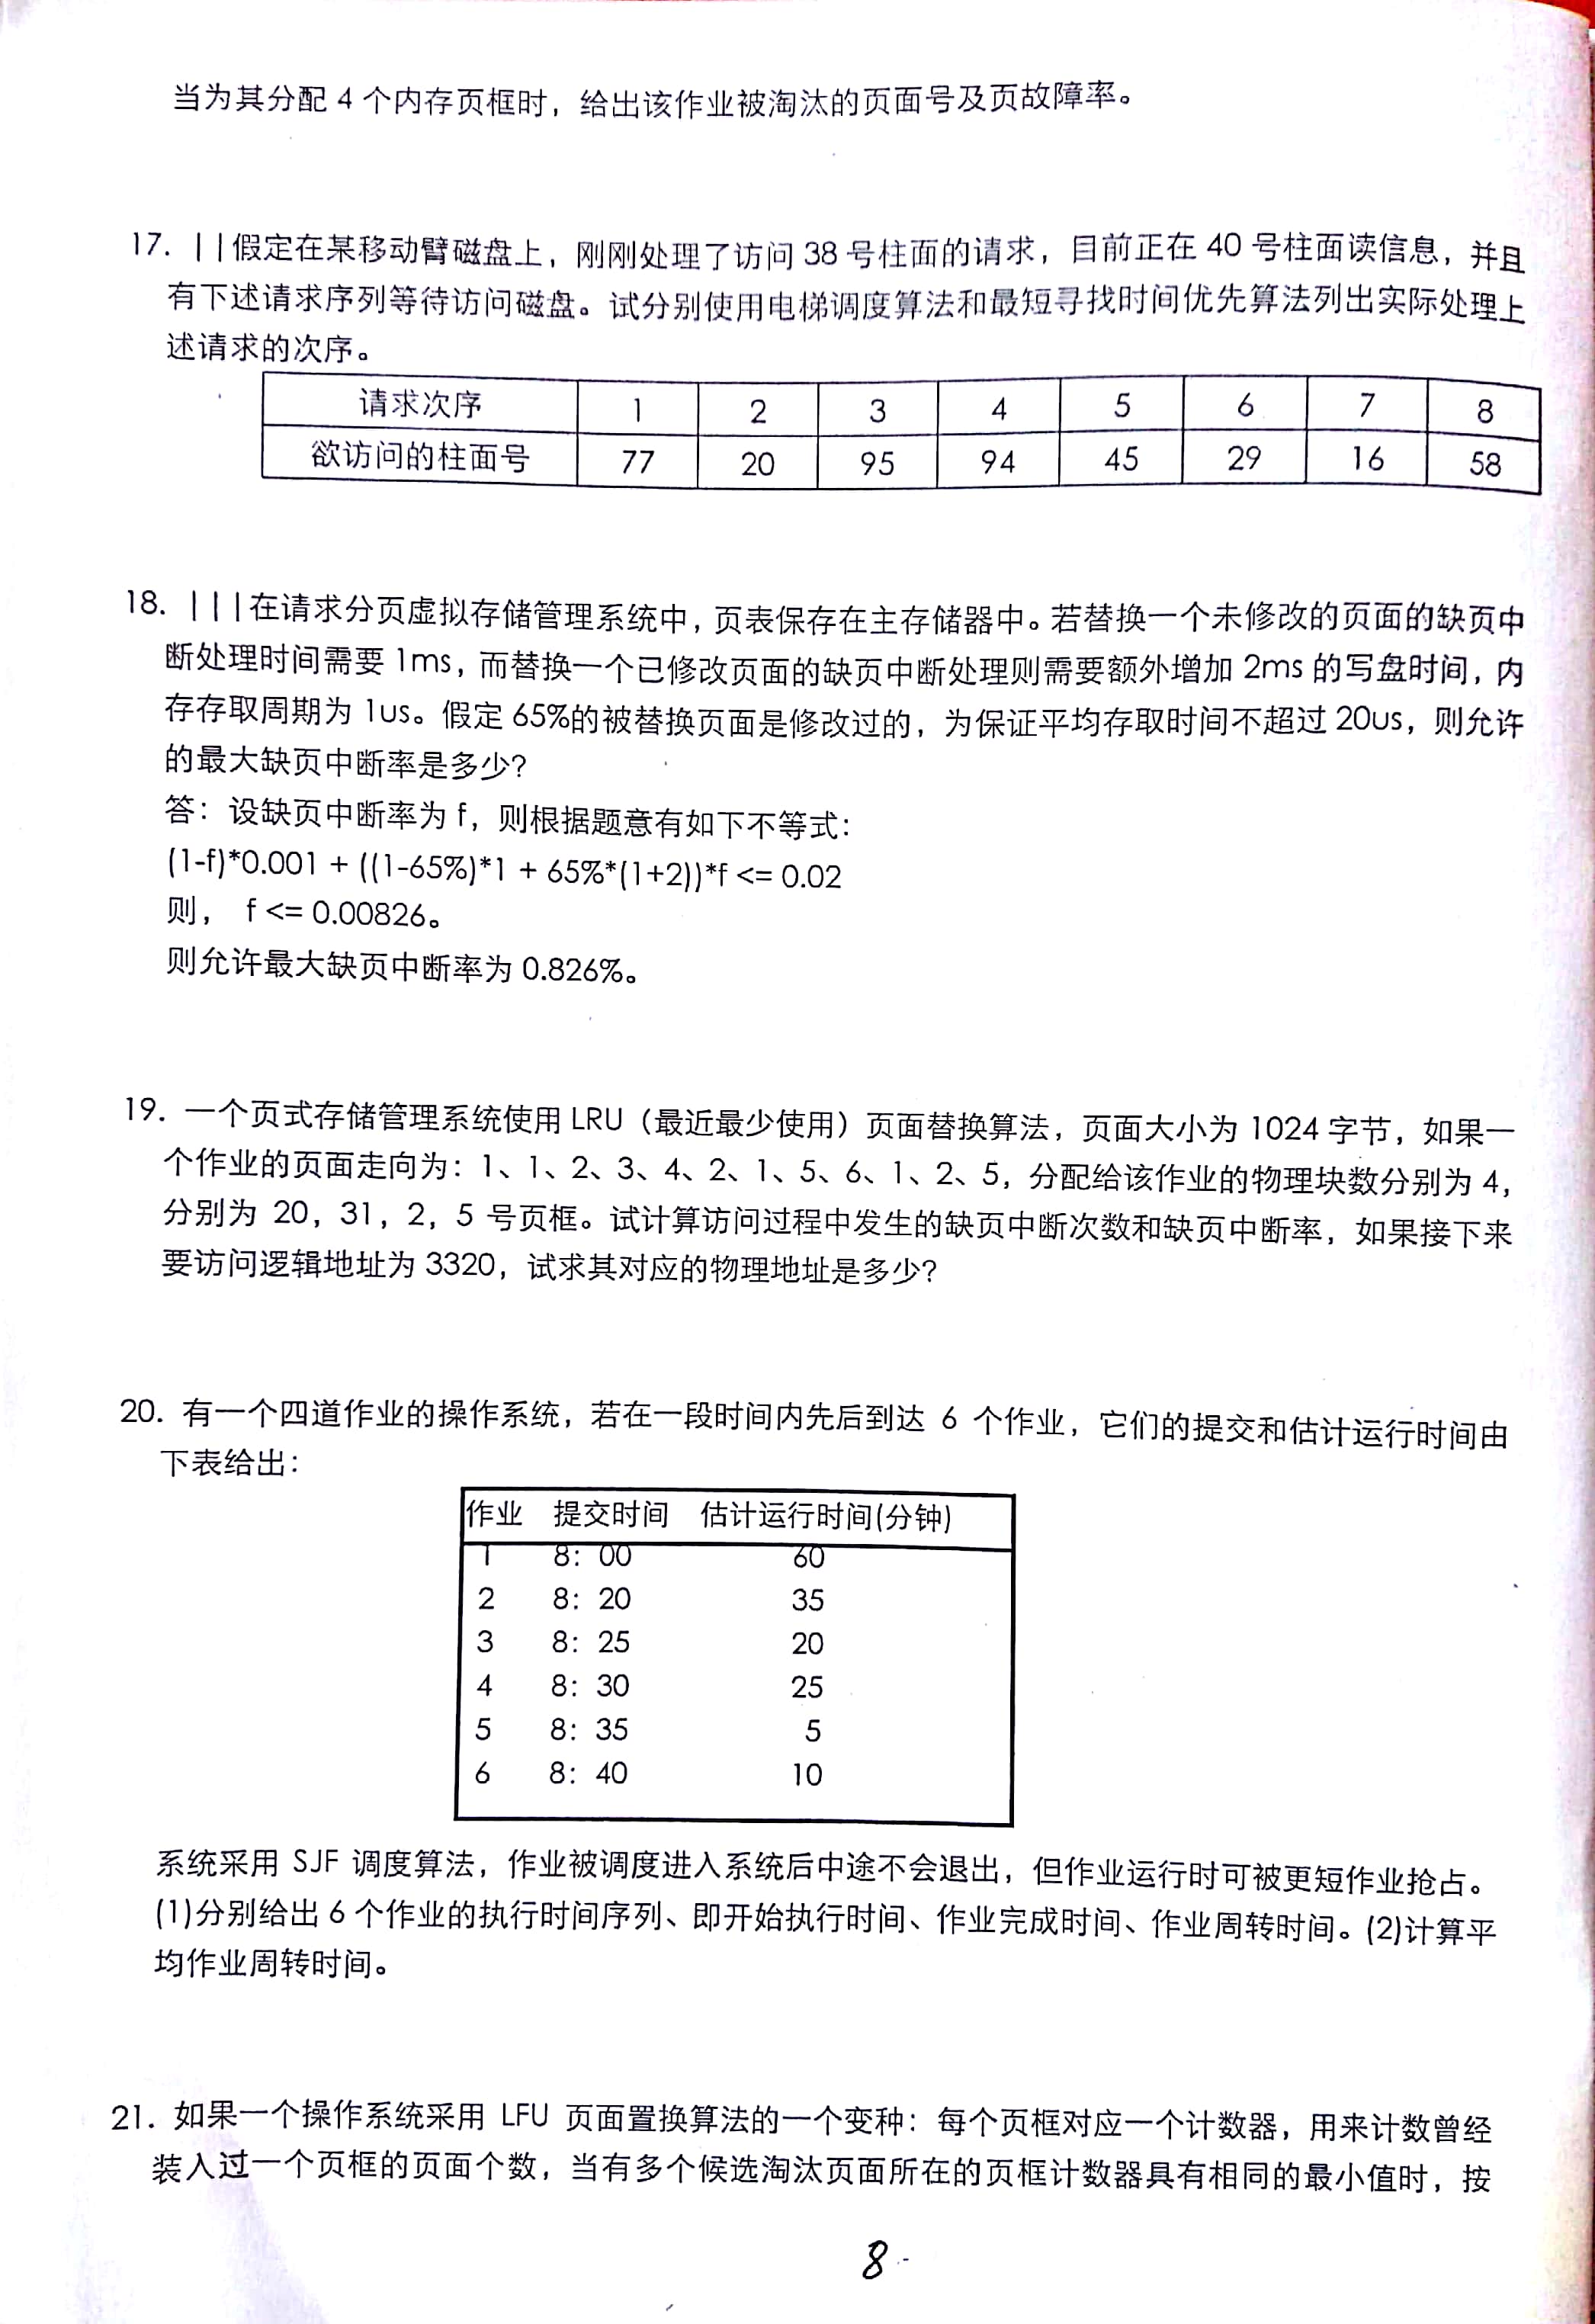 当为其分配 4 个内存页框时，给出该作业被淘汰的页面号及页故障率。
17. ||假定在某移动臂磁盘上，刚刚处理了访问 38 号柱面的请求，目前正在 40 号柱面读信息，并且
有下述请求序列等待访问磁盘。试分别使用电梯调度算法和最短寻找时间优先算法列出实际处理上
述请求的次序。
请求次序 1 2 3 4 5 6 7 8
欲访问的柱面号 77 20 95 94 45 29 16 58
18. |||在请求分页虚拟存储管理系统中，页表保存在主存储器中。若替换一个未修改的页面的缺页中
断处理时间需要 1ms，而替换一个已修改页面的缺页中断处理则需要额外增加 2ms 的写盘时间，内
存存取周期为 1us。假定 65%的被替换页面是修改过的，为保证平均存取时间不超过 20us，则允许
的最大缺页中断率是多少？
答：设缺页中断率为 f，则根据题意有如下不等式：
(1-f)*0.001 + ((1-65%)*1 + 65%*(1+2))*f <= 0.02
则， f <= 0.00826。
则允许最大缺页中断率为 0.826%。
19. 一个页式存储管理系统使用 LRU（最近最少使用）页面替换算法，页面大小为 1024 字节，如果一
个作业的页面走向为：1、1、2、3、4、2、1、5、6、1、2、5，分配给该作业的物理块数分别为 4，
分别为 20，31，2，5 号页框。试计算访问过程中发生的缺页中断次数和缺页中断率，如果接下来
要访问逻辑地址为 3320，试求其对应的物理地址是多少？
20. 有一个四道作业的操作系统，若在一段时间内先后到达 6 个作业，它们的提交和估计运行时间由
下表给出：
作业 提交时间 估计运行时间(分钟)
1 8：00 60
2 8：20 35
3 8：25 20
4 8：30 25
5 8：35 5
6 8：40 10
系统采用 SJF 调度算法，作业被调度进入系统后中途不会退出，但作业运行时可被更短作业抢占。
(1)分别给出 6 个作业的执行时间序列、即开始执行时间、作业完成时间、作业周转时间。(2)计算平
均作业周转时间。
21. 如果一个操作系统采用 LFU 页面置换算法的一个变种：每个页框对应一个计数器，用来计数曾经
装入过一个页框的页面个数，当有多个候选淘汰页面所在的页框计数器具有相同的最小值时，按
8